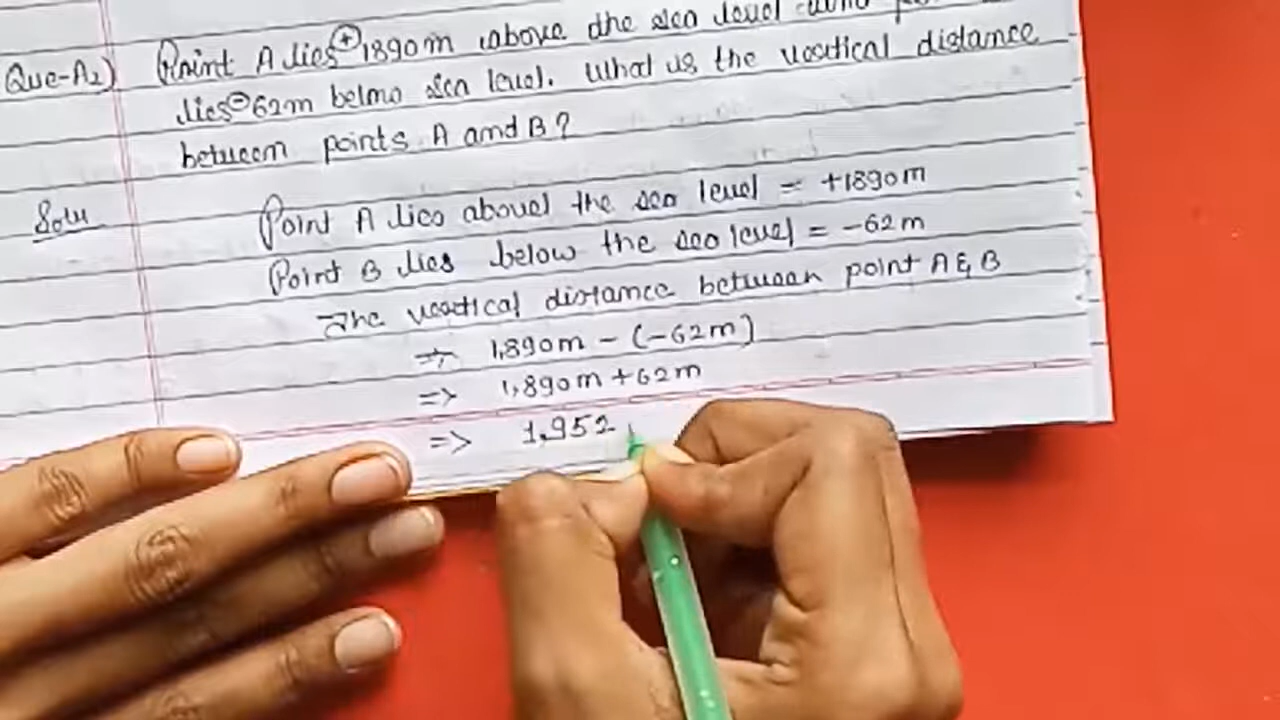 Que-A2) Point A lies + 1890m above the sea level
lies - 62m below sea level. What is the vertical distance
between points A and B?
Solu Point A lies above the sea level = +1890m
Point B lies below the sea level = -62m
The vertical distance between point A & B
=> 1,890m - (-62m)
=> 1,890m + 62m
=> 1,952